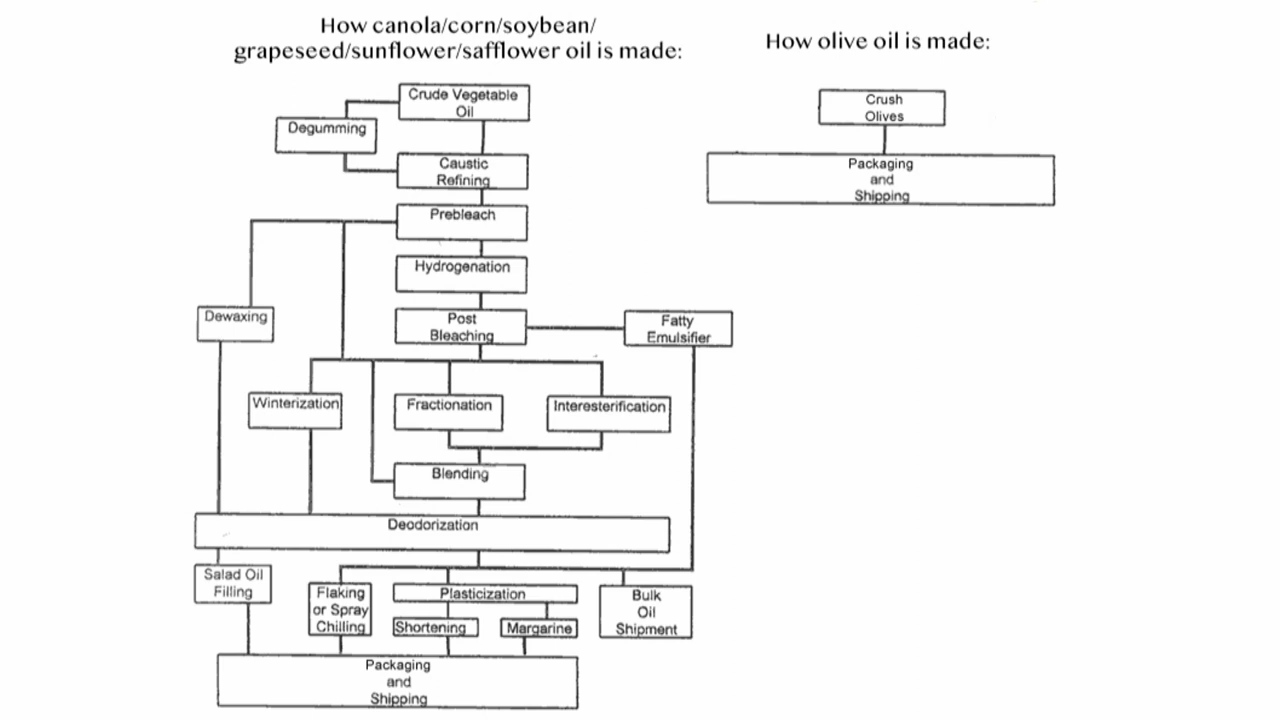 How canola/corn/soybean/
grapeseed/sunflower/safflower oil is made:
Crude Vegetable
Oil
Degumming
Caustic
Refining
Prebleach
Hydrogenation
Dewaxing
Post
Bleaching
Fatty
Emulsifier
Winterization
Fractionation
Interesterification
Blending
Deodorization
Salad Oil
Filling
Flaking
or Spray
Chilling
Plasticization
Shortening
Margarine
Bulk
Oil
Shipment
Packaging
and
Shipping
How olive oil is made:
Crush
Olives
Packaging
and
Shipping